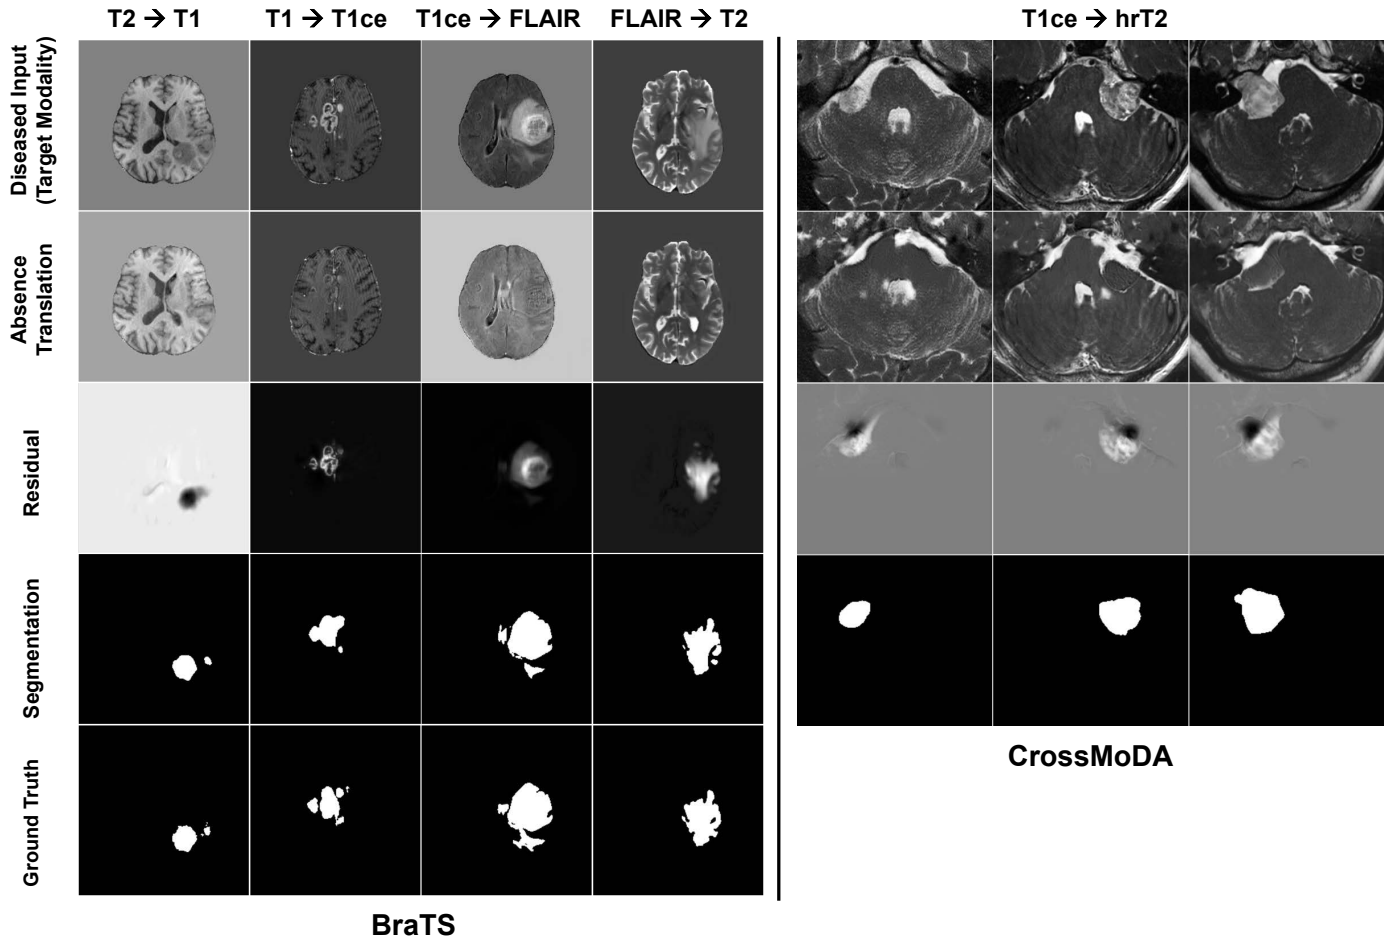 T2 → T1
T1 → T1ce
T1ce → FLAIR
FLAIR → T2
T1ce → hrT2
Diseased Input
(Target Modality)
Absence
Translation
Residual
Segmentation
Ground Truth
CrossMoDA
BraTS